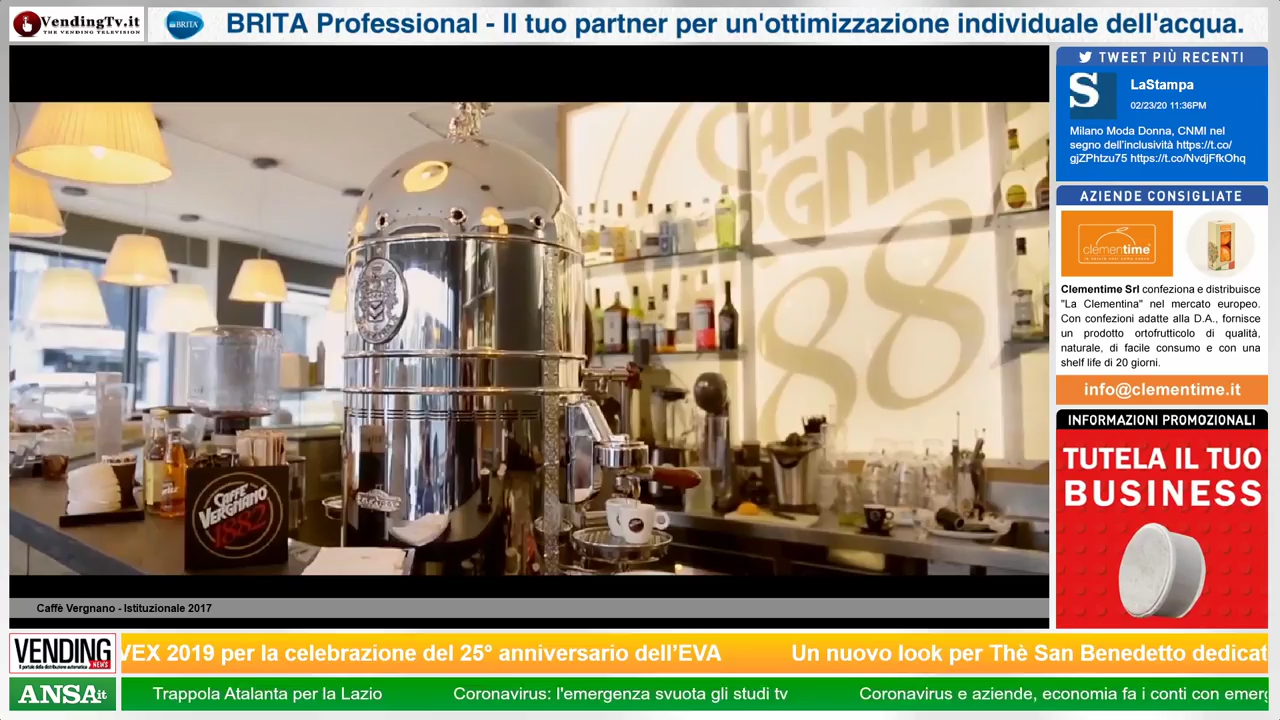 VendingTv.it
THE VENDING TELEVISION
BRITA
BRITA Professional - Il tuo partner per un'ottimizzazione individuale dell'acqua.
TWEET PIÙ RECENTI
LaStampa
02/23/20 11:36PM
S
Milano Moda Donna, CNMI nel
segno dell'inclusività https://t.co/
gjZPhtzu75 https://t.co/NvdjFfkOhq
AZIENDE CONSIGLIATE
clementime
Clementime Srl confeziona e distribuisce
"La Clementina" nel mercato europeo.
Con confezioni adatte alla D.A., fornisce
un prodotto ortofrutticolo di qualità,
naturale, di facile consumo e con una
shelf life di 20 giorni.
info@clementime.it
INFORMAZIONI PROMOZIONALI
TUTELA IL TUO
BUSINESS
CAFFÈ
VERGNANO
1882
88
Caffè Vergnano - Istituzionale 2017
VENDING
NEWS
Il portale della distribuzione automatica
VEX 2019 per la celebrazione del 25° anniversario dell'EVA
Un nuovo look per Thè San Benedetto dedicat
ANSA.it
Trappola Atalanta per la Lazio
Coronavirus: l'emergenza svuota gli studi tv
Coronavirus e aziende, economia fa i conti con emerg